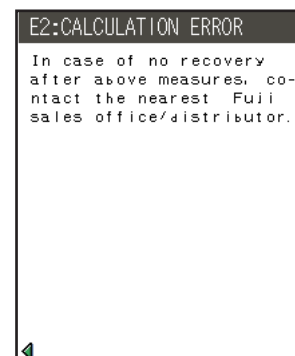 E2:CALCULATION ERROR
In case of no recovery
after above measures, co-
ntact the nearest Fuji
sales office/distributor.